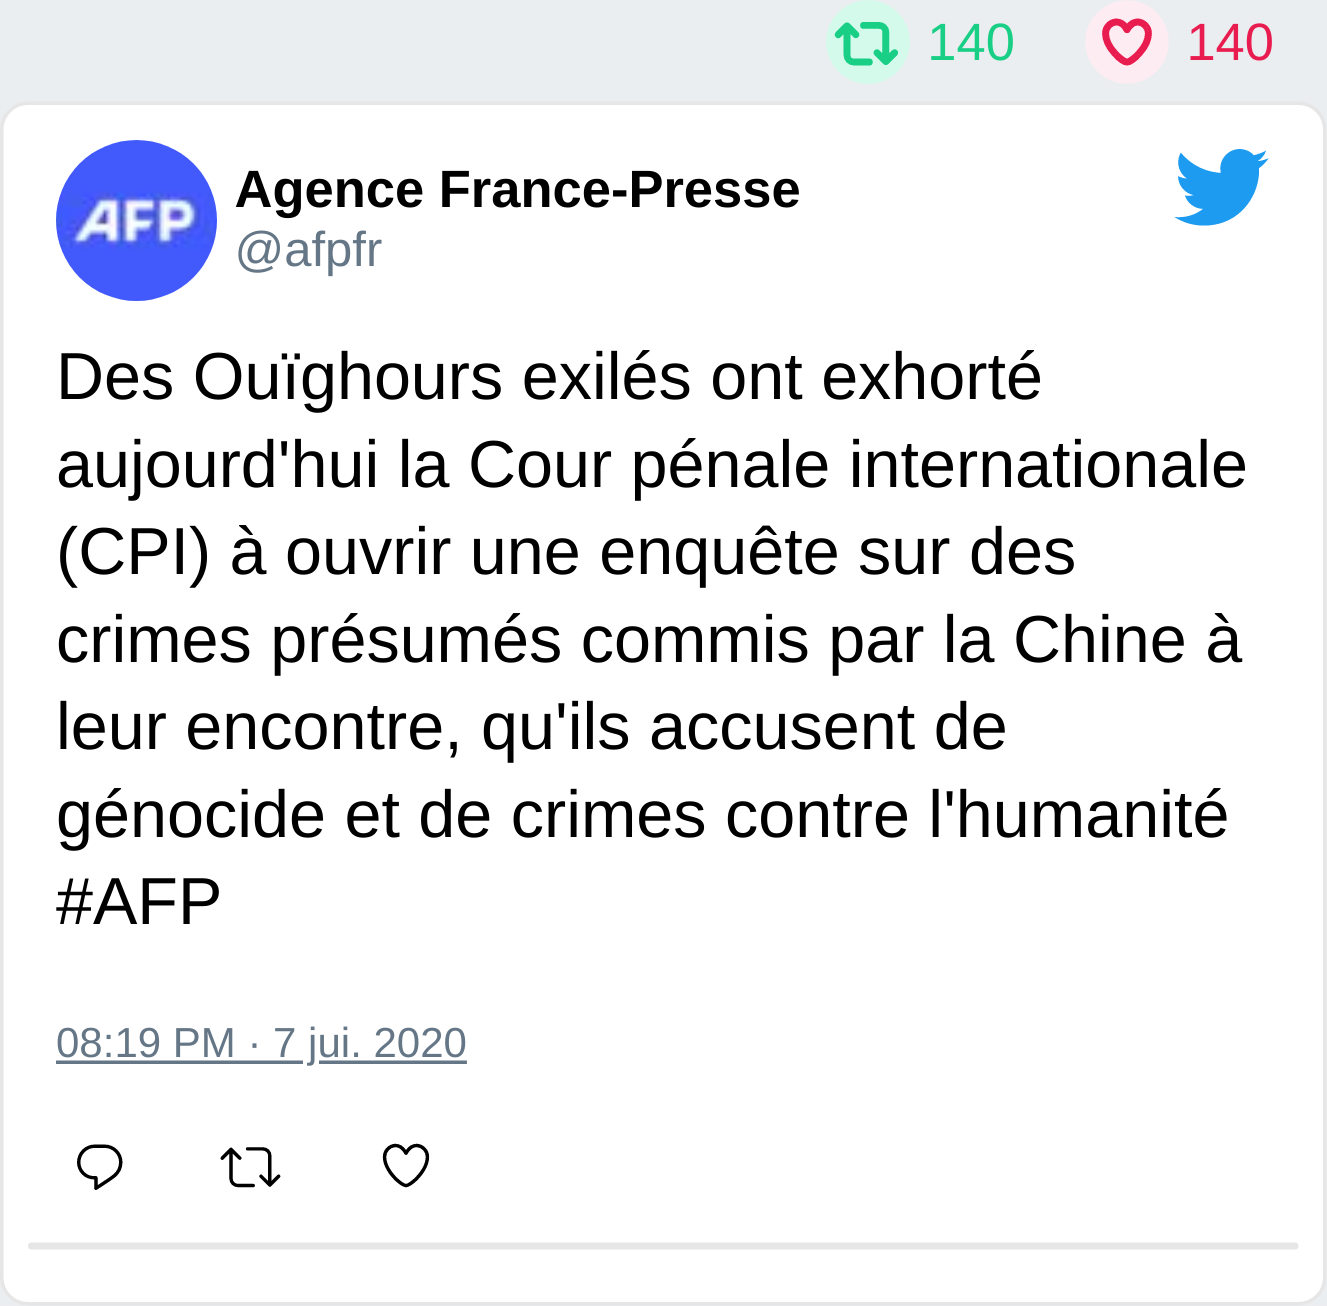 140 140
AFP
Agence France-Presse
@afpfr
Des Ouïghours exilés ont exhorté
aujourd'hui la Cour pénale internationale
(CPI) à ouvrir une enquête sur des
crimes présumés commis par la Chine à
leur encontre, qu'ils accusent de
génocide et de crimes contre l'humanité
#AFP
08:19 PM · 7 jui. 2020